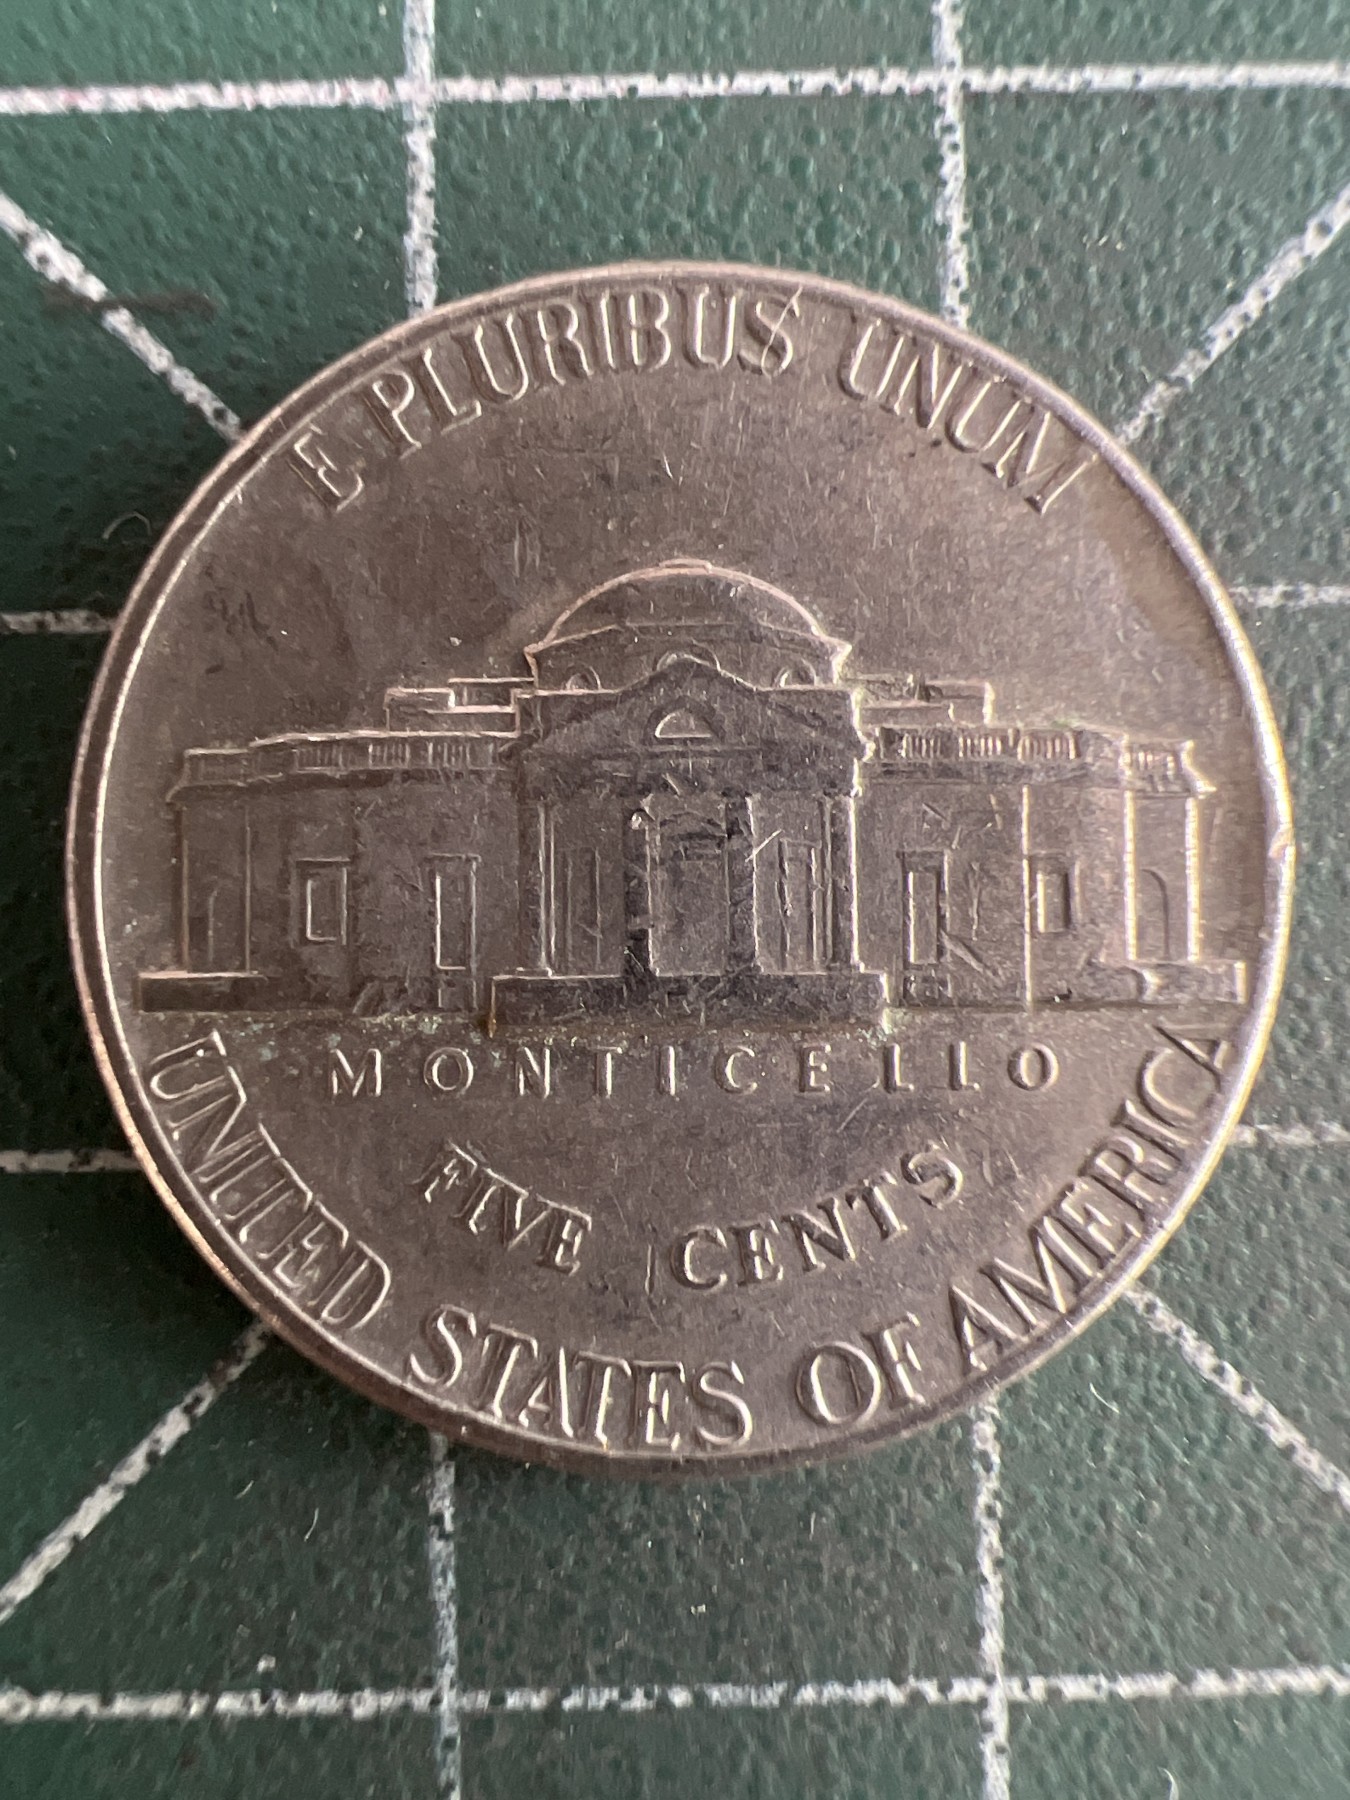 E PLURIBUS UNUM
MONTICELLO
FIVE CENTS
UNITED STATES OF AMERICA